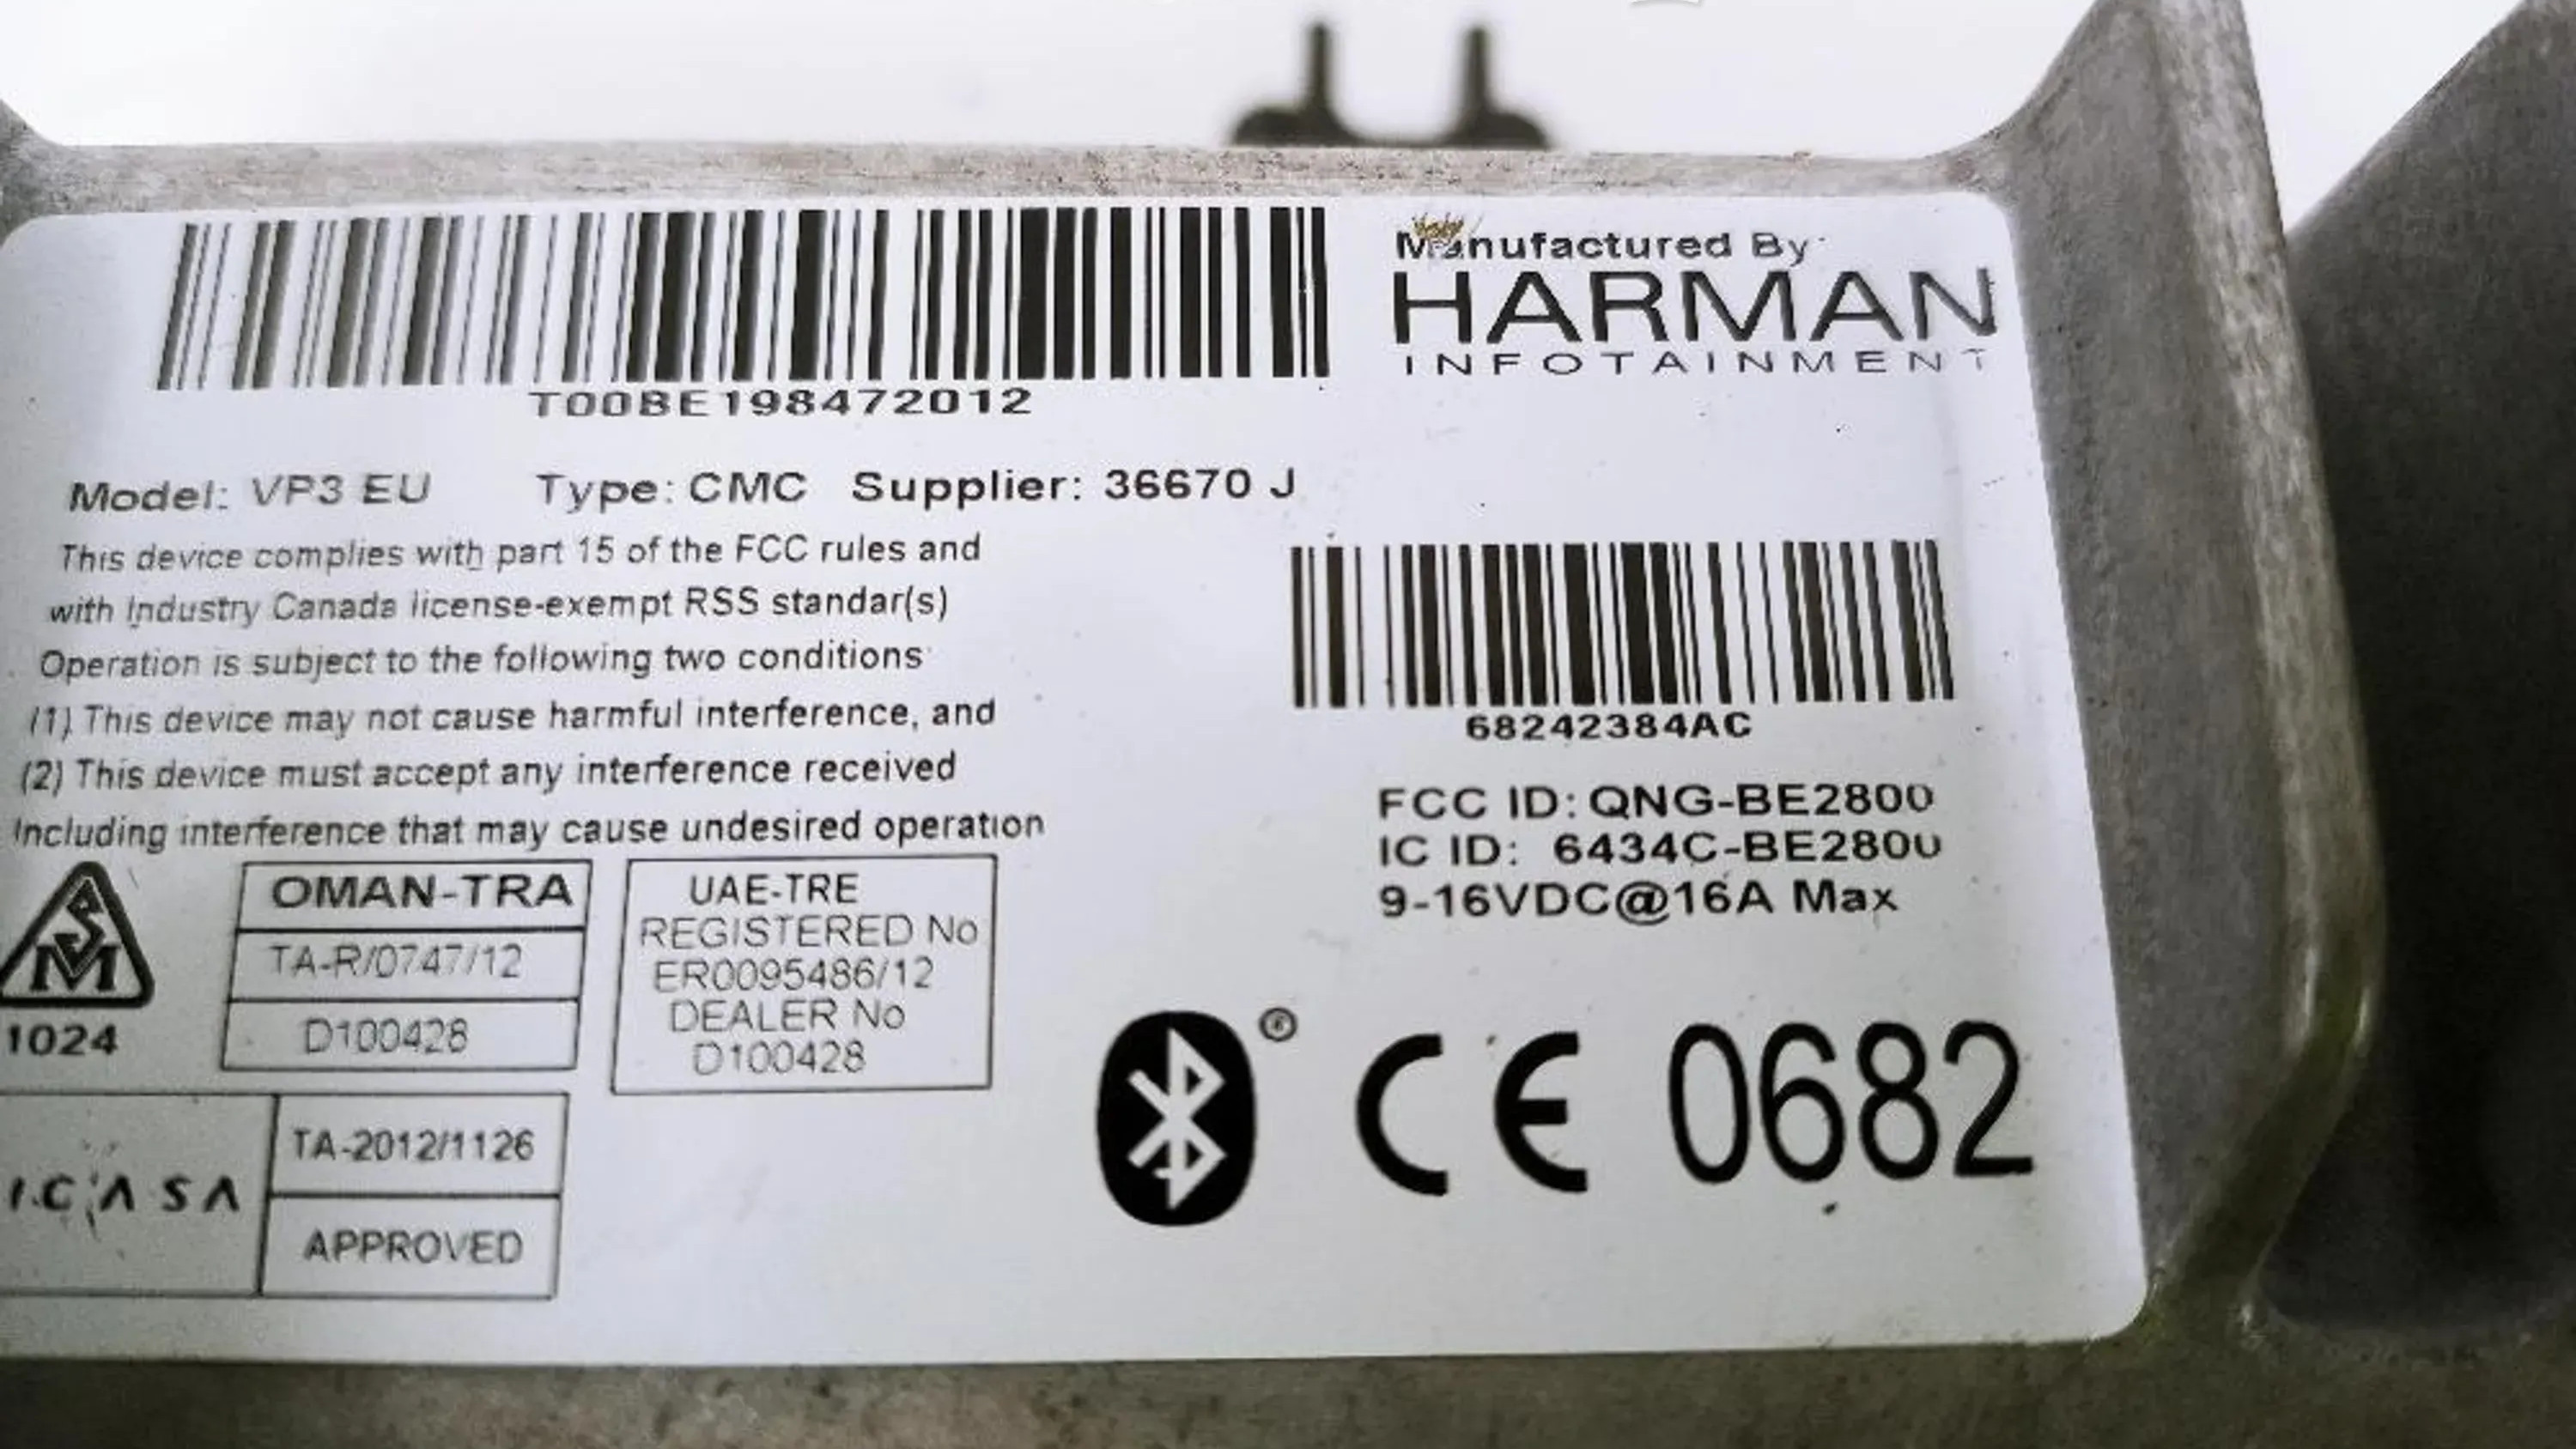 Manufactured By
HARMAN
INFOTAINMENT
T00BE198472012
Model: VP3 EU Type: CMC Supplier: 36670 J
This device complies with part 15 of the FCC rules and
with Industry Canada license-exempt RSS standar(s)
Operation is subject to the following two conditions
(1) This device may not cause harmful interference, and
(2) This device must accept any interference received
Including interference that may cause undesired operation
68242384AC
FCC ID: QNG-BE2800
IC ID: 6434C-BE2800
9-16VDC@16A Max
SM
1024
OMAN-TRA
TA-R/0747/12
D100428
UAE-TRE
REGISTERED No
ER0095486/12
DEALER No
D100428
ICASA
TA-2012/1126
APPROVED
® CE 0682